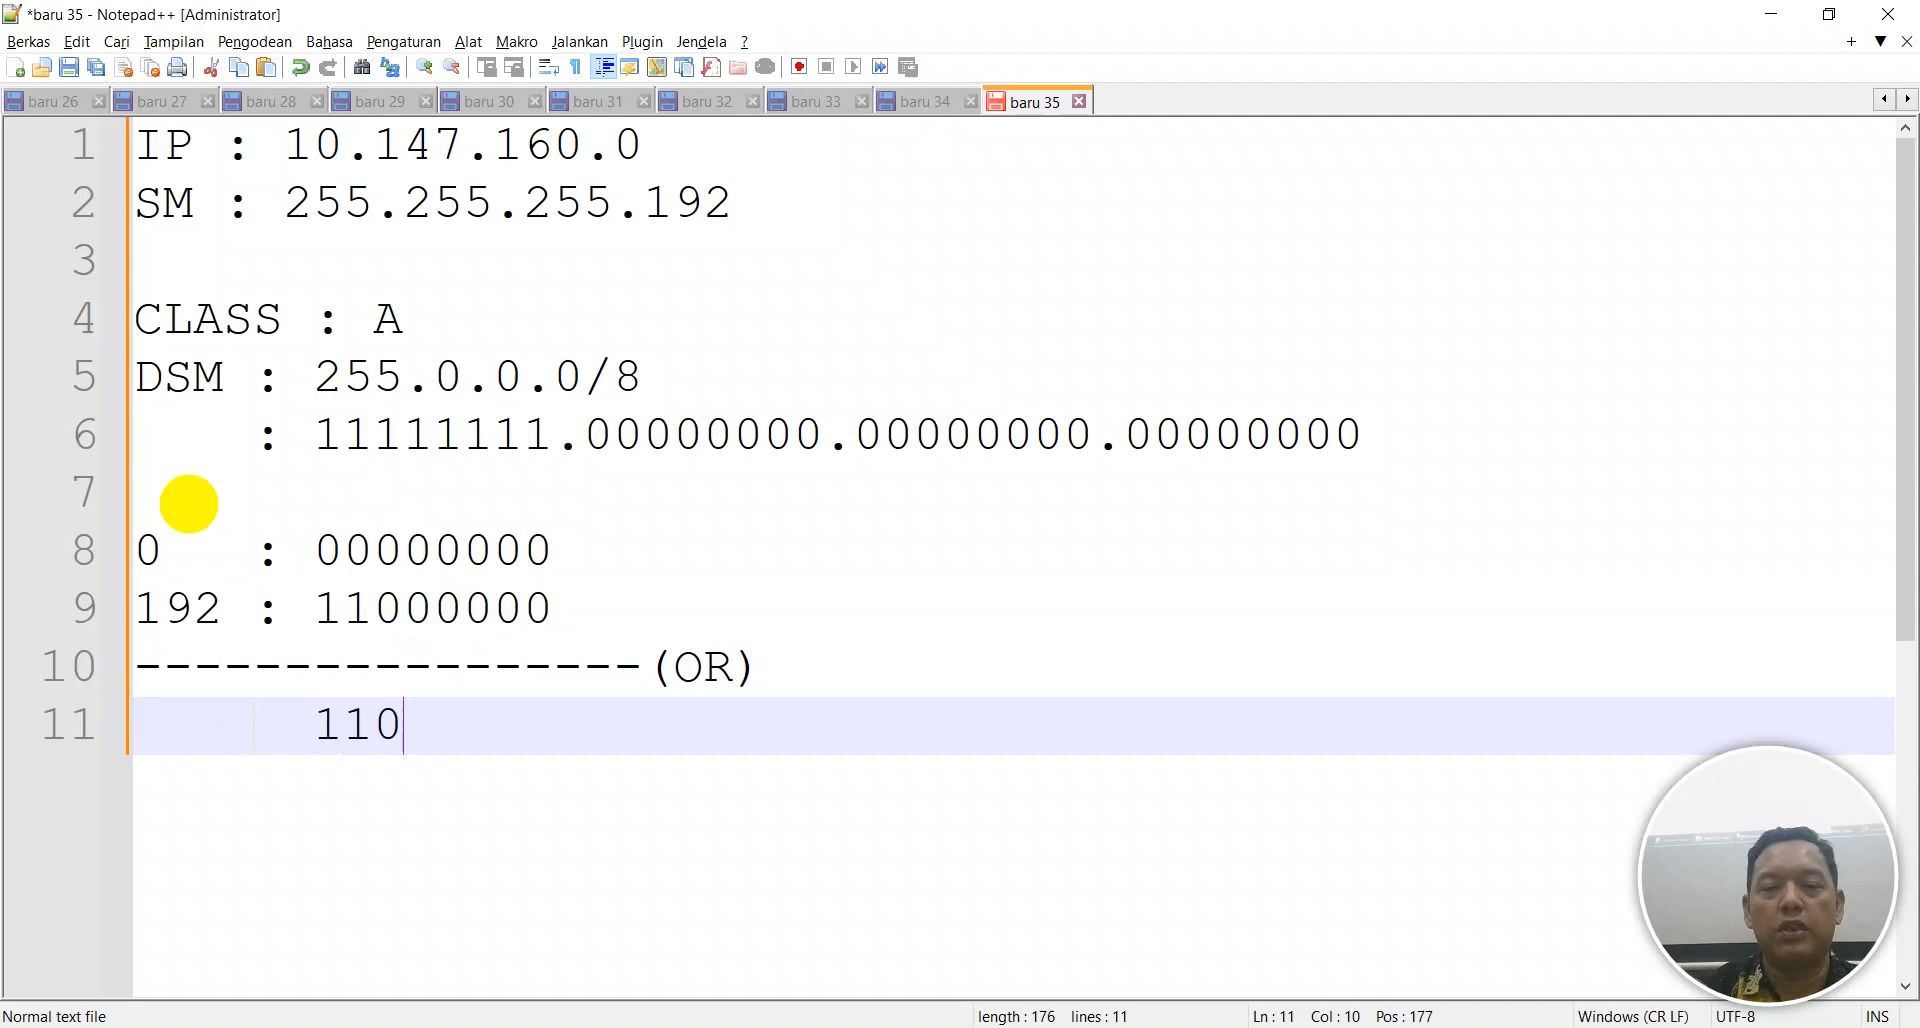 *baru 35 - Notepad++ [Administrator]
Berkas Edit Cari Tampilan Pengodean Bahasa Pengaturan Alat Makro Jalankan Plugin Jendela ?
baru 26 baru 27 baru 28 baru 29 baru 30 baru 31 baru 32 baru 33 baru 34 baru 35
1 IP : 10.147.160.0
2 SM : 255.255.255.192
3
4 CLASS : A
5 DSM : 255.0.0.0/8
6 : 11111111.00000000.00000000.00000000
7
8 0 : 00000000
9 192 : 11000000
10 -----------------(OR)
11 110
Normal text file length : 176 lines : 11 Ln : 11 Col : 10 Pos : 177 Windows (CR LF) UTF-8 INS